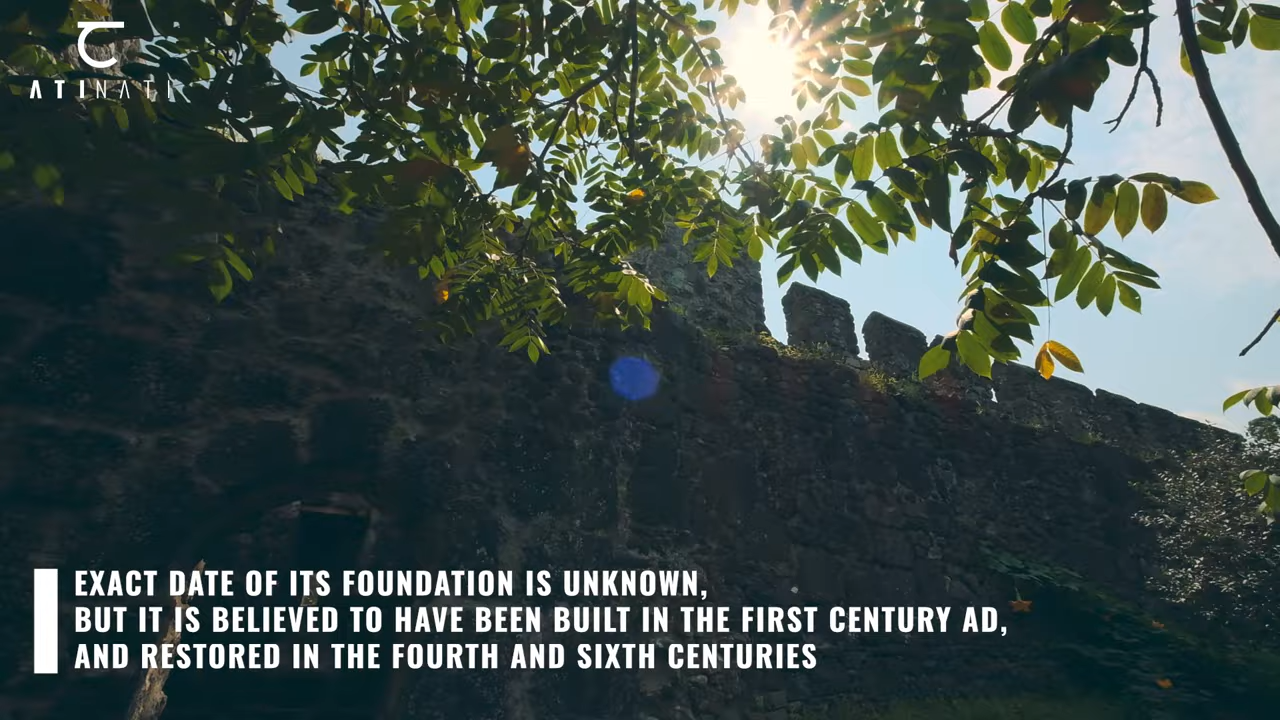 ATINATI
EXACT DATE OF ITS FOUNDATION IS UNKNOWN,
BUT IT IS BELIEVED TO HAVE BEEN BUILT IN THE FIRST CENTURY AD,
AND RESTORED IN THE FOURTH AND SIXTH CENTURIES